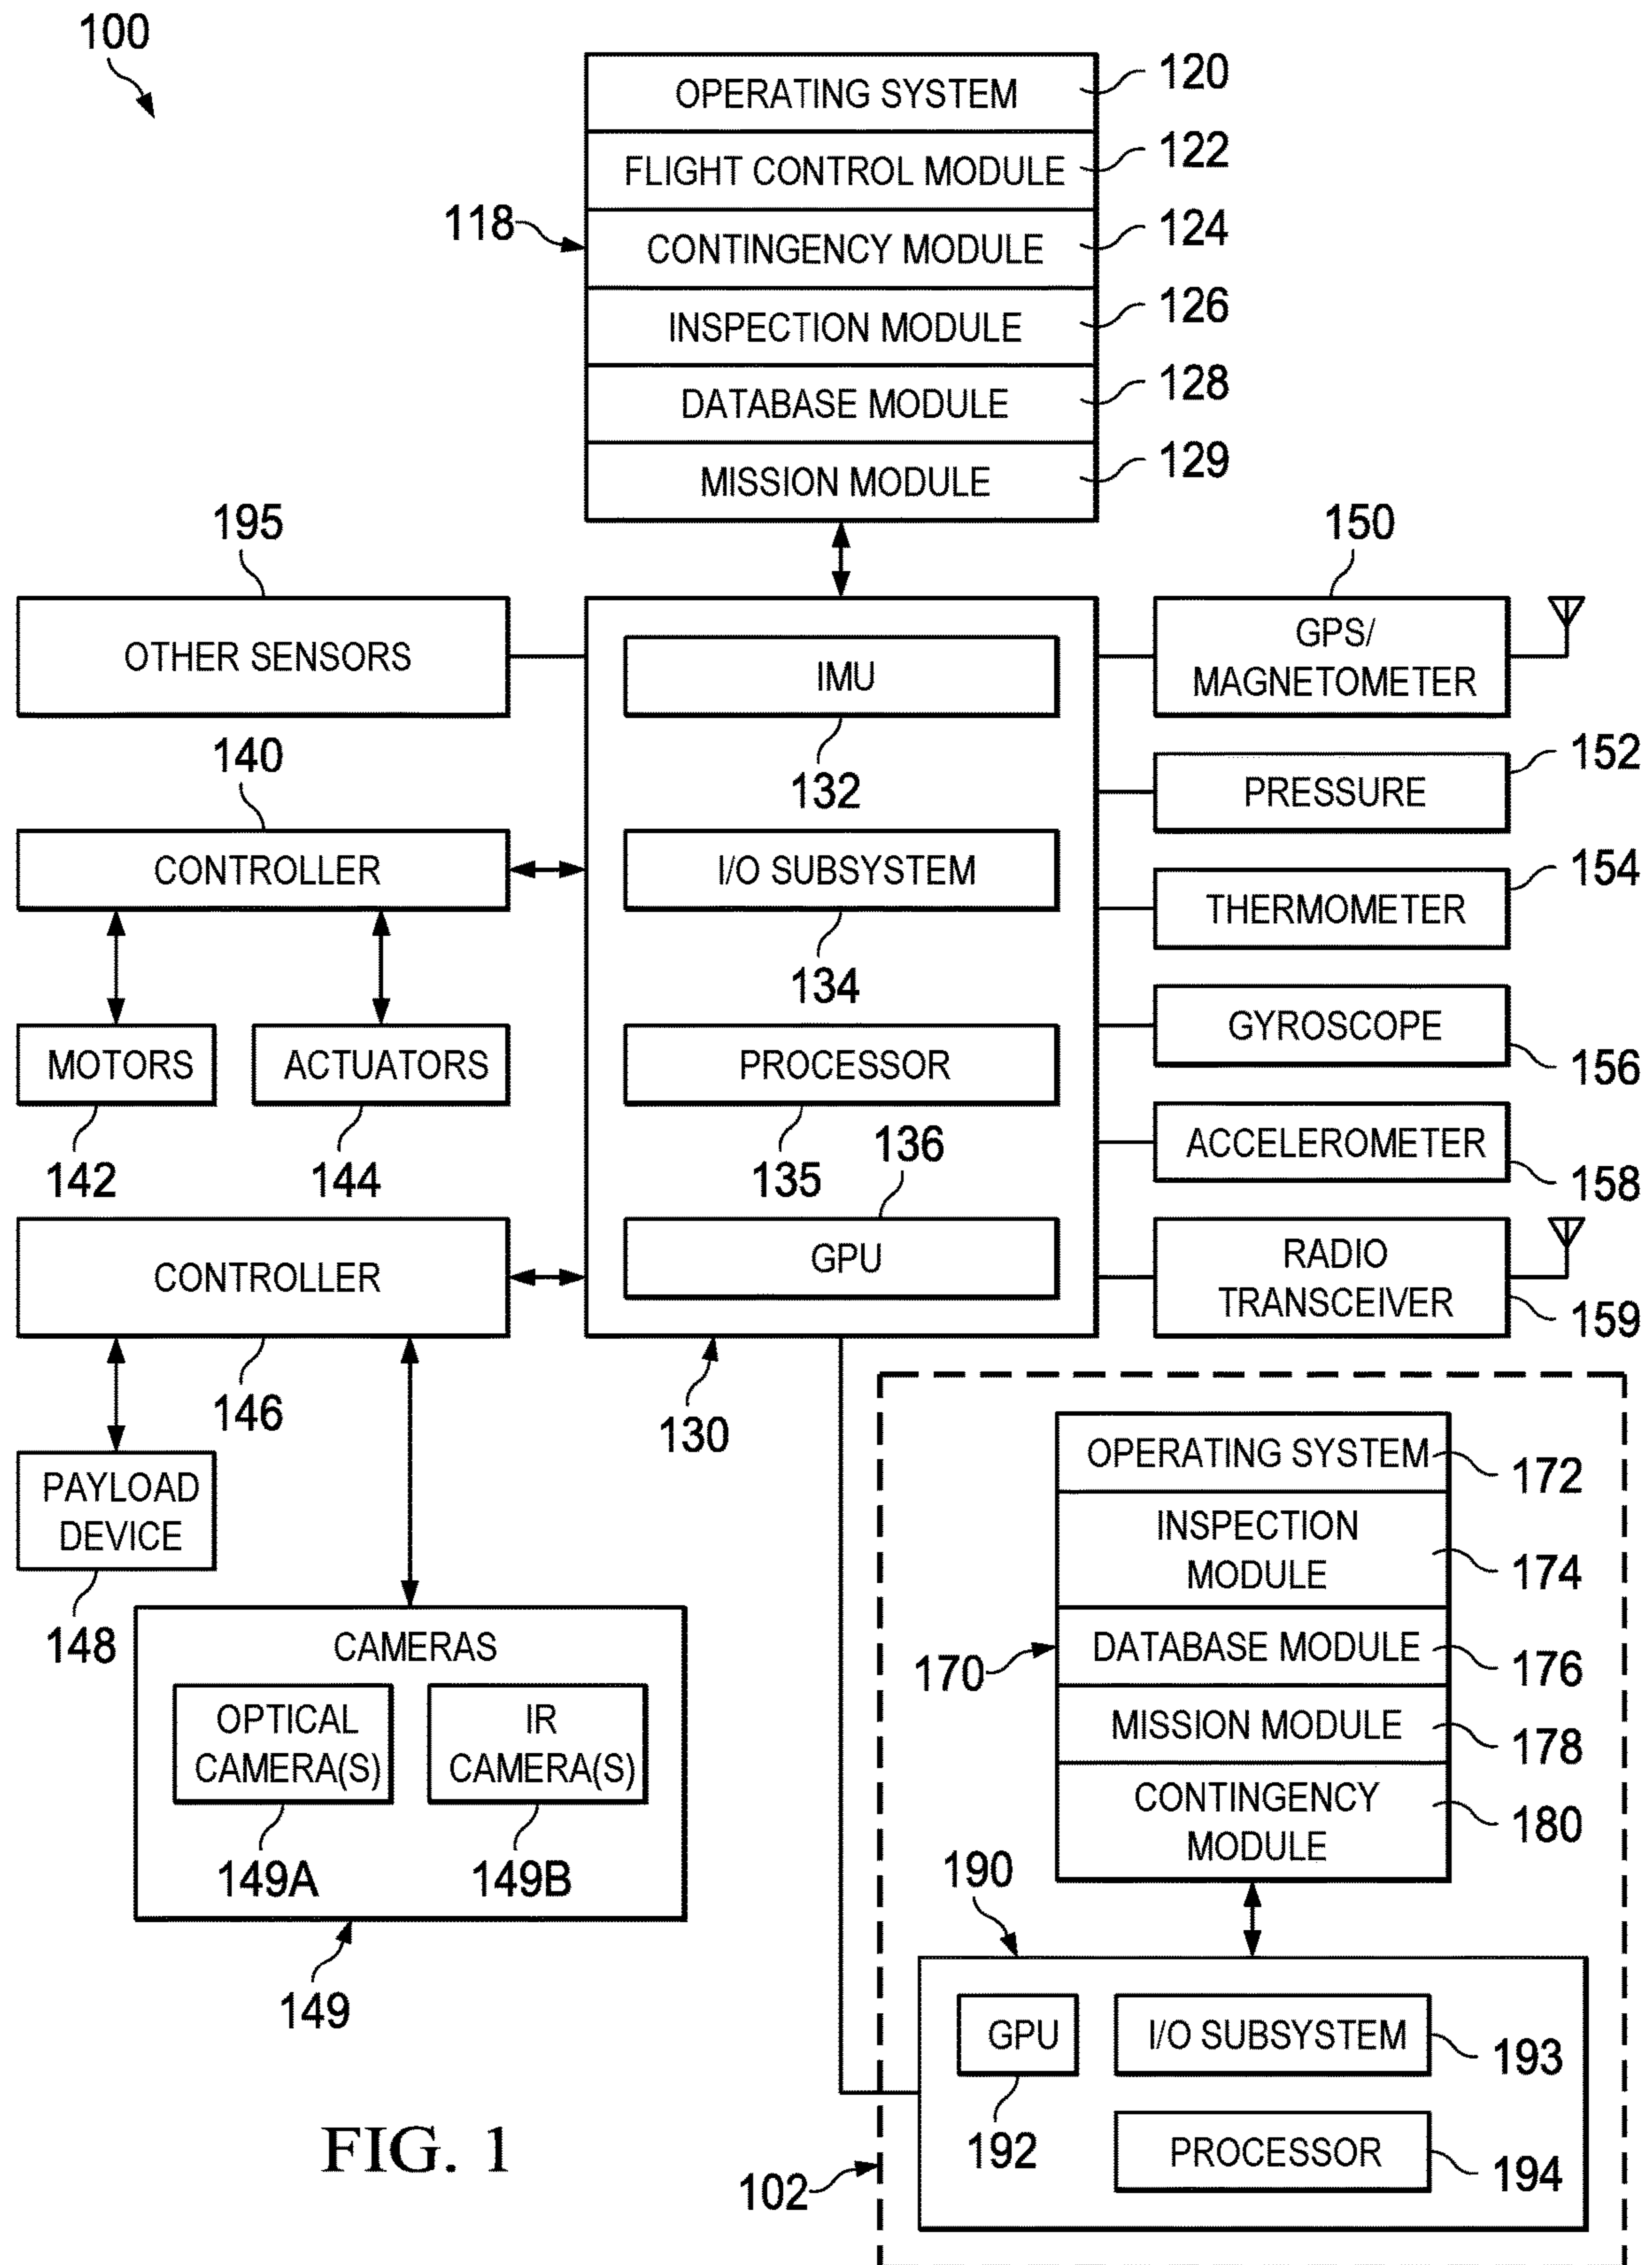 100
OPERATING SYSTEM
120
FLIGHT CONTROL MODULE
122
118
CONTINGENCY MODULE
124
INSPECTION MODULE
126
DATABASE MODULE
128
MISSION MODULE
129
195
OTHER SENSORS
IMU
132
150
GPS/
MAGNETOMETER
140
CONTROLLER
I/O SUBSYSTEM
134
PRESSURE
152
THERMOMETER
154
MOTORS
142
ACTUATORS
144
PROCESSOR
135
GYROSCOPE
156
136
GPU
ACCELEROMETER
158
CONTROLLER
146
130
RADIO
TRANSCEIVER
159
PAYLOAD
DEVICE
148
CAMERAS
OPTICAL
CAMERA(S)
149A
IR
CAMERA(S)
149B
149
OPERATING SYSTEM
172
INSPECTION
MODULE
174
170
DATABASE MODULE
176
MISSION MODULE
178
CONTINGENCY
MODULE
180
190
GPU
192
I/O SUBSYSTEM
193
PROCESSOR
194
102
FIG. 1